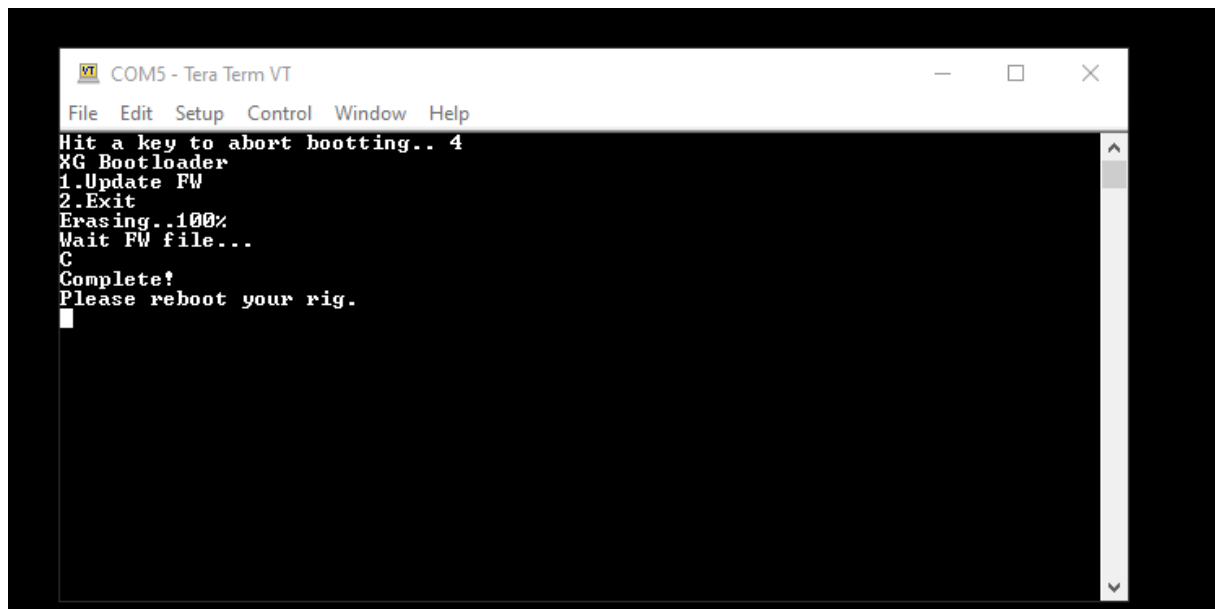 COM5 - Tera Term VT
File Edit Setup Control Window Help
Hit a key to abort bootting.. 4
XG Bootloader
1.Update FW
2.Exit
Erasing..100%
Wait FW file...
C
Complete!
Please reboot your rig.